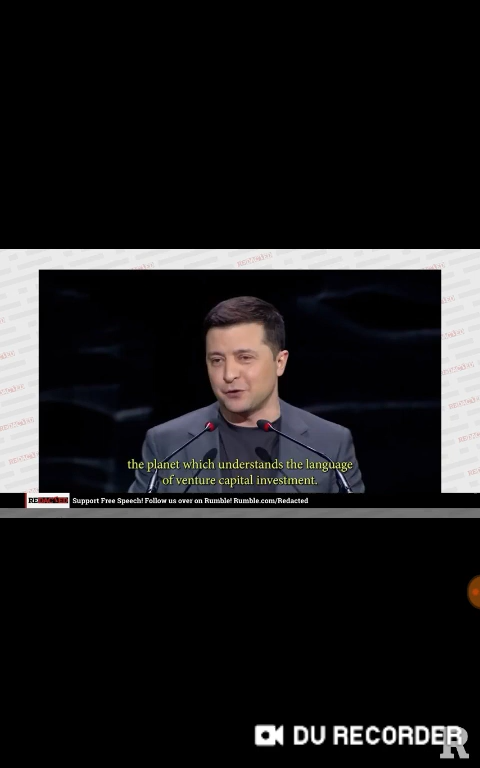 the planet which understands the language
of venture capital investment.
REDACTED Support Free Speech! Follow us over on Rumble! Rumble.com/Redacted
DU RECORDER
R